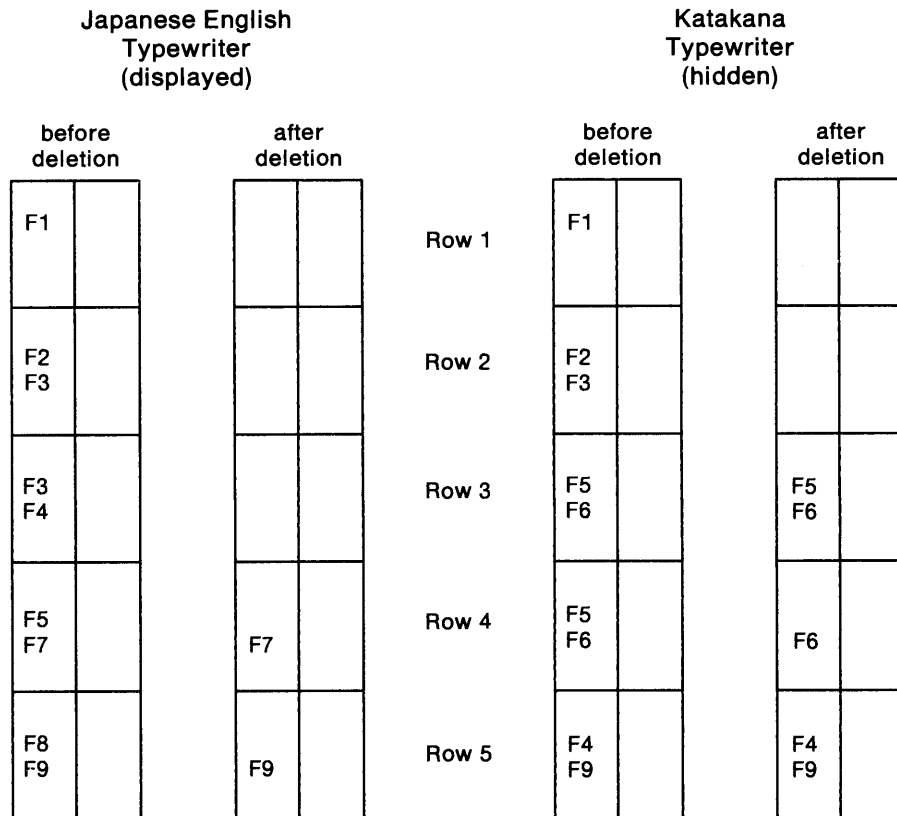 Japanese English
Typewriter
(displayed)
Katakana
Typewriter
(hidden)
before
deletion
after
deletion
before
deletion
after
deletion
F1
Row 1
F1
F2
F3
Row 2
F2
F3
F3
F4
Row 3
F5
F6
F5
F6
F5
F7
F7
Row 4
F5
F6
F6
F8
F9
F9
Row 5
F4
F9
F4
F9